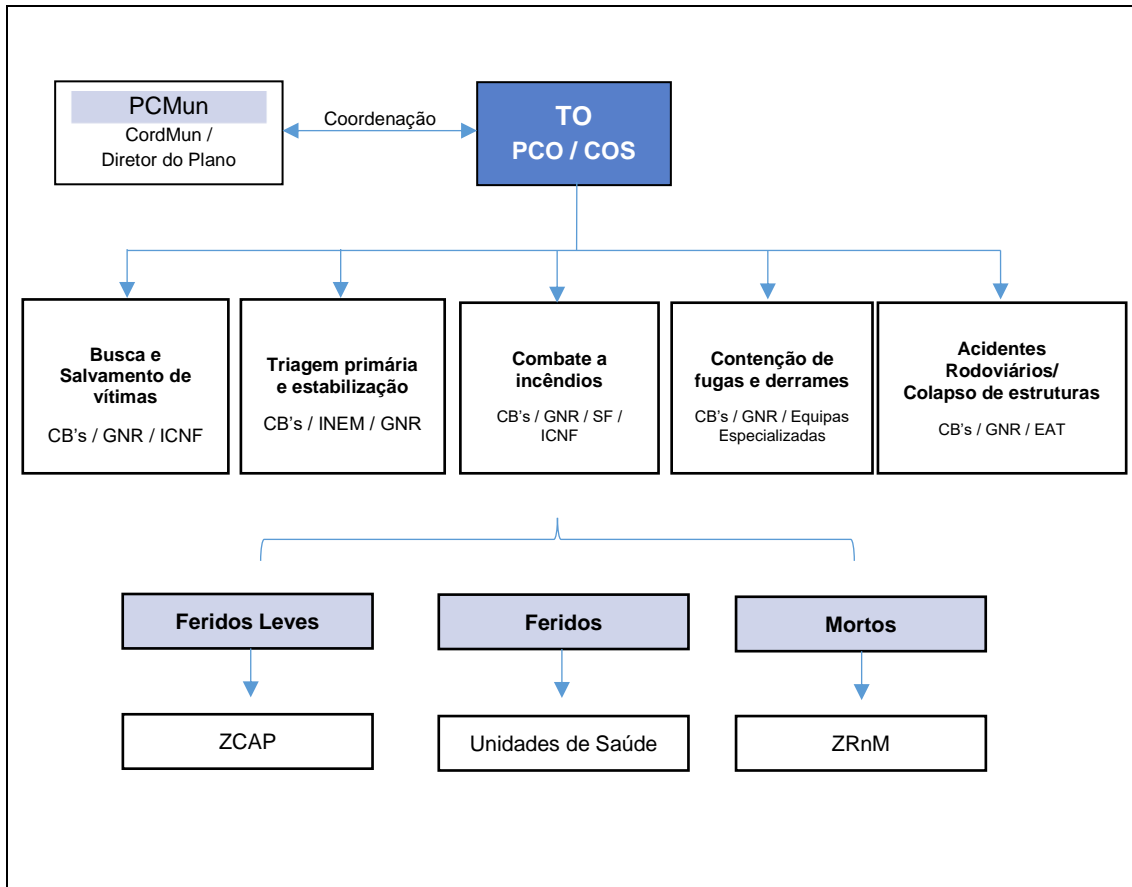 PCMun
CordMun /
Diretor do Plano
Coordenação
TO
PCO / COS
Busca e
Salvamento de
vítimas
CB's / GNR / ICNF
Triagem primária
e estabilização
CB's / INEM / GNR
Combate a
incêndios
CB's / GNR / SF /
ICNF
Contenção de
fugas e derrames
CB's / GNR / Equipas
Especializadas
Acidentes
Rodoviários/
Colapso de estruturas
CB's / GNR / EAT
Feridos Leves
Feridos
Mortos
ZCAP
Unidades de Saúde
ZRnM